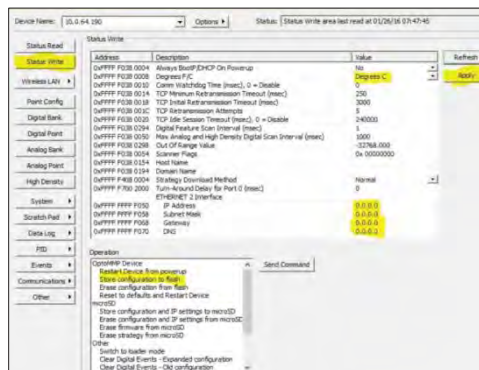 Device Name: 10.0.64.190 Options Status: Status Write area last read at 01/26/16 07:47:45
Status Read
Status Write
Wireless LAN
Point Config
Digital Bank
Digital Point
Analog Bank
Analog Point
High Density
System
Scratch Pad
Data Log
PID
Events
Communications
Other
Status Write
Address Description Value
0xFFFF F038 0004 Always BootP/DHCP On Powerup No
0xFFFF F038 0008 Degrees F/C Degrees C
0xFFFF F038 0010 Comm Watchdog Time (msec), 0 = Disable 0
0xFFFF F038 0014 TCP Minimum Retransmission Timeout (msec) 250
0xFFFF F038 0018 TCP Initial Retransmission Timeout (msec) 3000
0xFFFF F038 001C TCP Retransmission Attempts 5
0xFFFF F038 0020 TCP Idle Session Timeout (msec), 0 = Disable 240000
0xFFFF F038 0294 Digital Feature Scan Interval (msec) 1
0xFFFF F038 0050 Max Analog and High Density Digital Scan Interval (msec) 1000
0xFFFF F038 0298 Out Of Range Value -32768.000
0xFFFF F038 0054 Scanner Flags 0x 00000000
0xFFFF F038 0154 Host Name
0xFFFF F038 0194 Domain Name
0xFFFF F408 0004 Strategy Download Method Normal
0xFFFF F700 2000 Turn-Around Delay for Port 0 (msec) 0
ETHERNET 2 Interface
0xFFFF FFFF F050 IP Address 0.0.0.0
0xFFFF FFFF F058 Subnet Mask 0.0.0.0
0xFFFF FFFF F068 Gateway 0.0.0.0
0xFFFF FFFF F070 DNS 0.0.0.0
Refresh
Apply
Operation
OptoMMP Device
Restart Device from powerup
Store configuration to flash
Erase configuration from flash
Reset to defaults and Restart Device
microSD
Store configuration and IP settings to microSD
Erase configuration and IP settings from microSD
Erase firmware from microSD
Erase strategy from microSD
Other
Switch to loader mode
Clear Digital Events - Expanded configuration
Clear Digital Events - Old configuration
Send Command